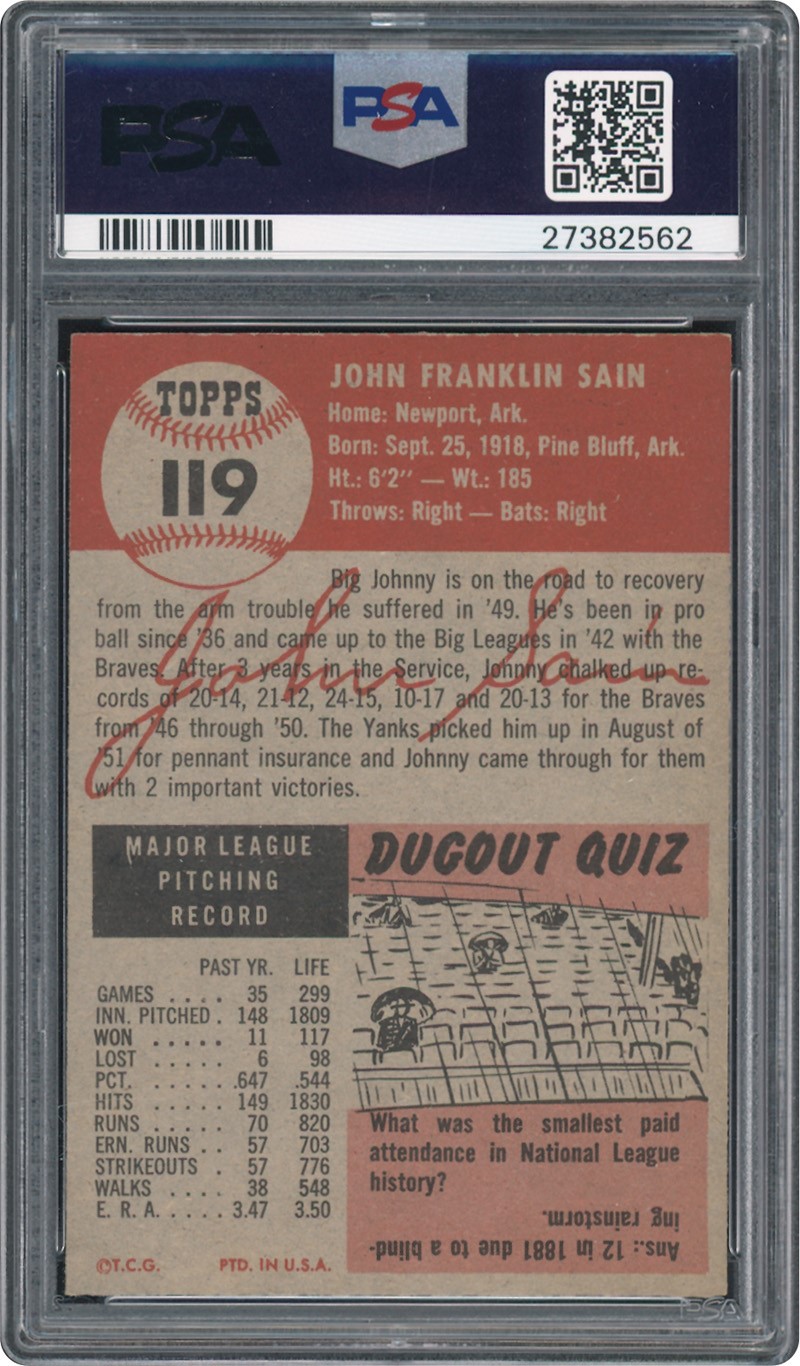 PSA
PSA
27382562
TOPPS
119
JOHN FRANKLIN SAIN
Home: Newport, Ark.
Born: Sept. 25, 1918, Pine Bluff, Ark.
Ht.: 6'2" — Wt.: 185
Throws: Right — Bats: Right
Big Johnny is on the road to recovery
from the arm trouble he suffered in '49. He's been in pro
ball since '36 and came up to the Big Leagues in '42 with the
Braves. After 3 years in the Service, Johnny chalked up re-
cords of 20-14, 21-12, 24-15, 10-17 and 20-13 for the Braves
from '46 through '50. The Yanks picked him up in August of
'51 for pennant insurance and Johnny came through for them
with 2 important victories.
John Sain
MAJOR LEAGUE
PITCHING
RECORD
PAST YR. LIFE
GAMES .... 35 299
INN. PITCHED . 148 1809
WON ..... 11 117
LOST ..... 6 98
PCT. ..... .647 .544
HITS ..... 149 1830
RUNS ..... 70 820
ERN. RUNS .. 57 703
STRIKEOUTS . 57 776
WALKS .... 38 548
E. R. A. .... 3.47 3.50
©T.C.G. PTD. IN U.S.A.
DUGOUT QUIZ
What was the smallest paid
attendance in National League
history?
Ans.: 12 in 1881 due to a blind-
ing rainstorm.
PSA